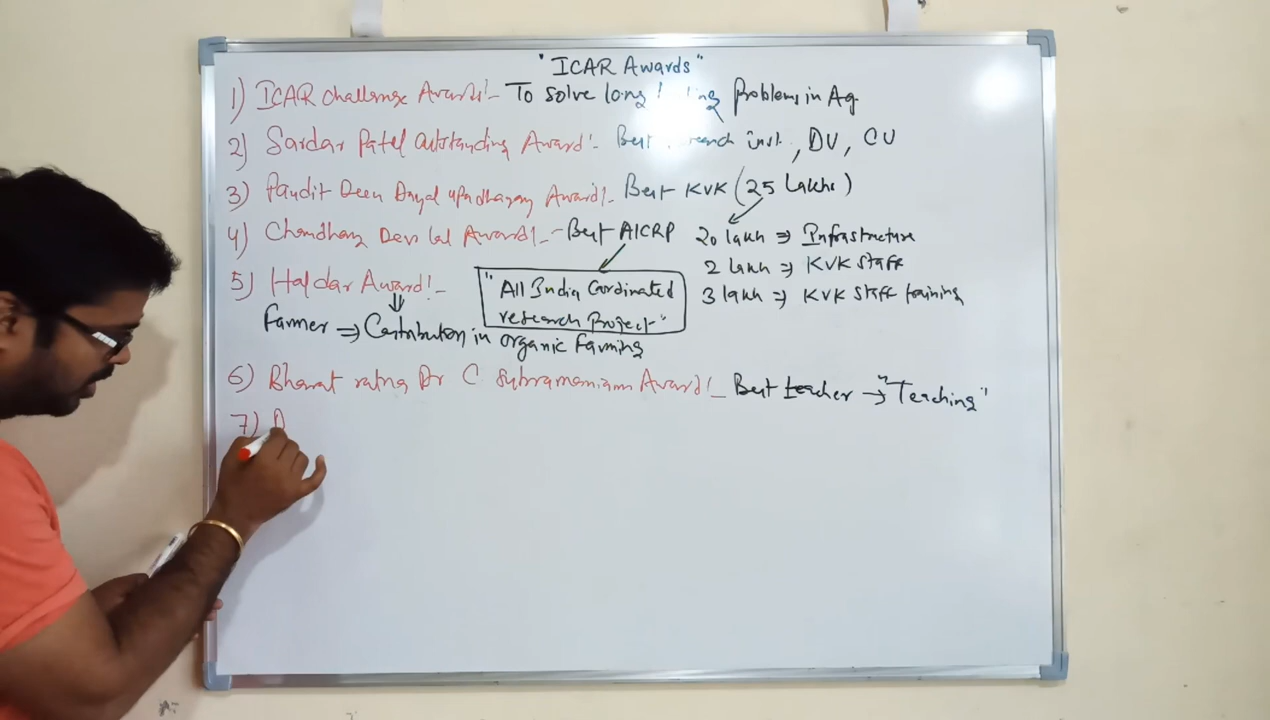 "ICAR Awards"
1) ICAR challenge Award:- To solve long problems in Ag
2) Sardar Patel outstanding Award:- Best inst., DU, CU
3) Pandit Deen Dayal upadhayay Award:- Best KVK (25 Lakhs)
4) Chowdhary Devi lal Award:- Best AICRP
20 lakh ⇒ Infrastructure
2 lakh ⇒ KVK staff
3 lakh ⇒ KVK staff training
5) Haldar Award:-
"All India Cordinated
research Project"
Farmer ⇒ Contribution in organic Farming
6) Bharat ratna Dr C Subramaniam Award:- Best teacher → "Teaching"
7)